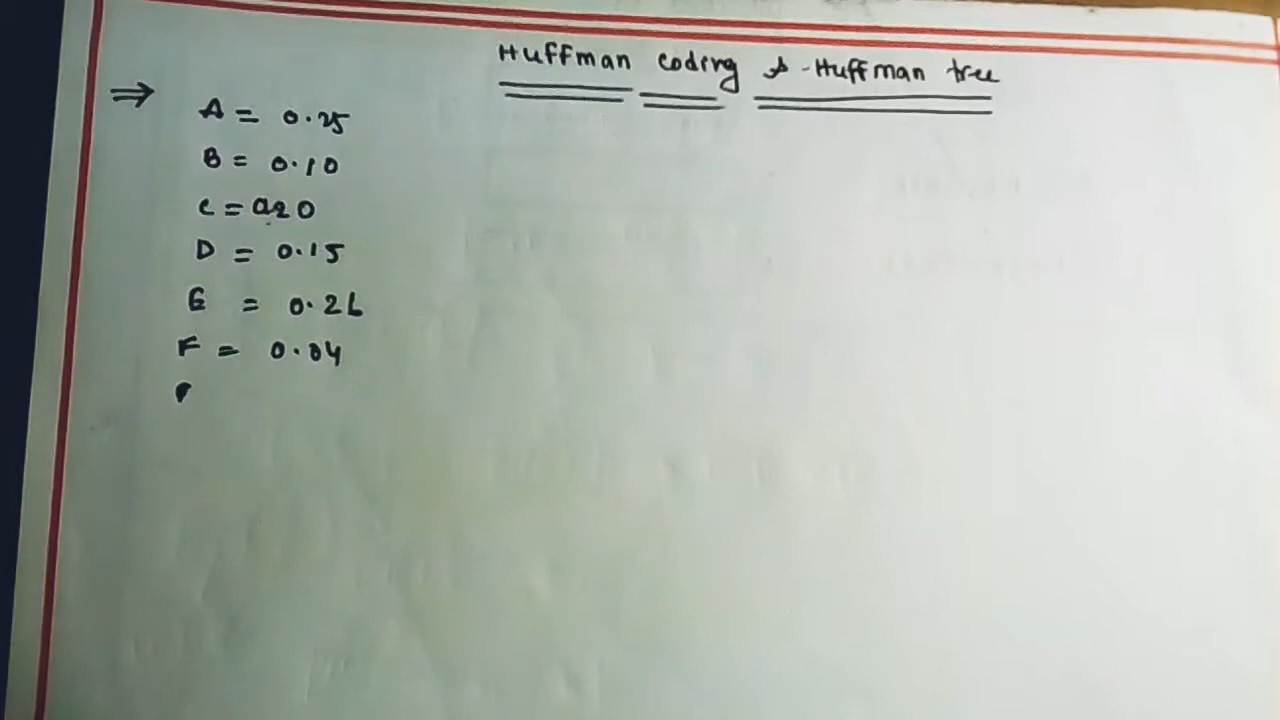 Huffman coding & Huffman tree
⇒ A = 0.25
B = 0.10
C = 0.20
D = 0.15
E = 0.26
F = 0.04